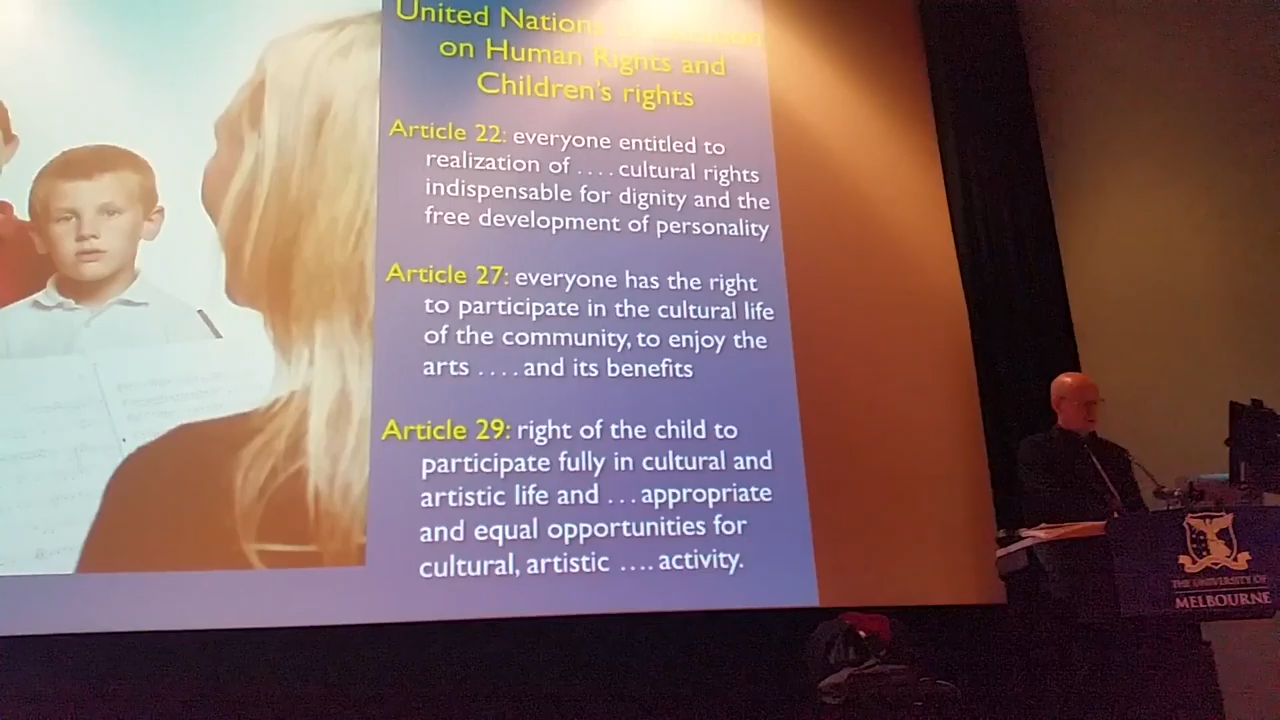 United Nations
on Human Rights and
Children's rights
Article 22: everyone entitled to
realization of .... cultural rights
indispensable for dignity and the
free development of personality
Article 27: everyone has the right
to participate in the cultural life
of the community, to enjoy the
arts .... and its benefits
Article 29: right of the child to
participate fully in cultural and
artistic life and ... appropriate
and equal opportunities for
cultural, artistic .... activity.
THE UNIVERSITY OF
MELBOURNE